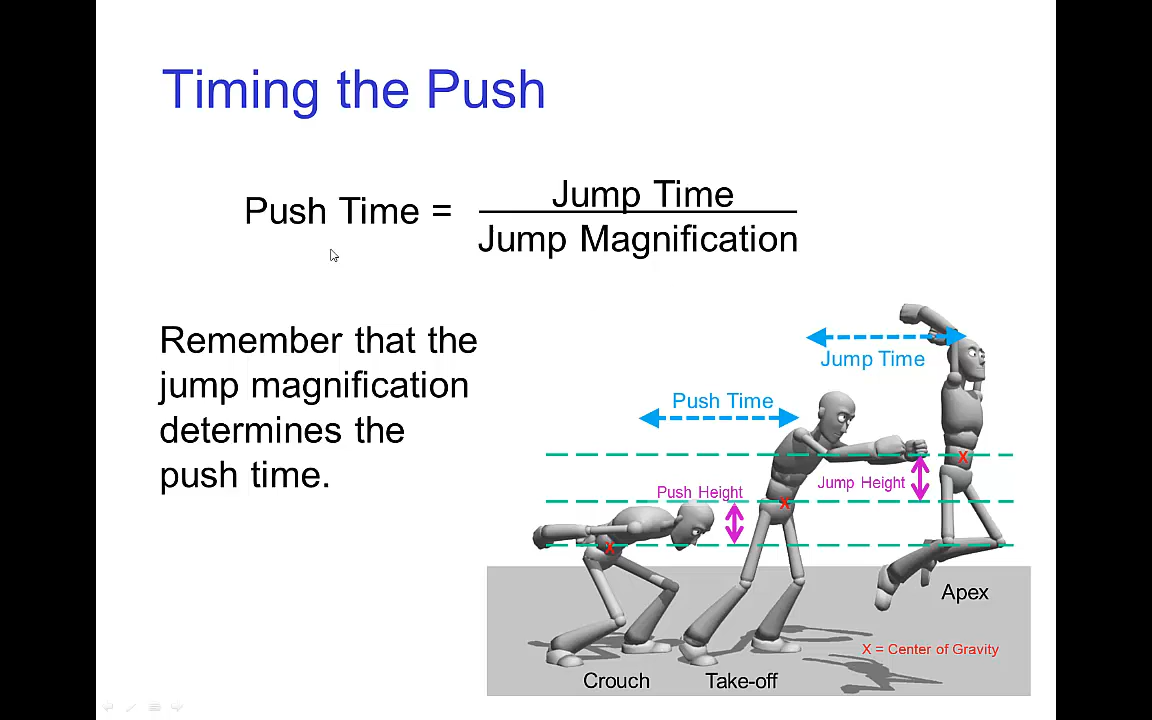 Timing the Push
Push Time =
Jump Time
Jump Magnification
Remember that the
jump magnification
determines the
push time.
Jump Time
Push Time
Jump Height
Push Height
X
X
X
Apex
X = Center of Gravity
Crouch
Take-off